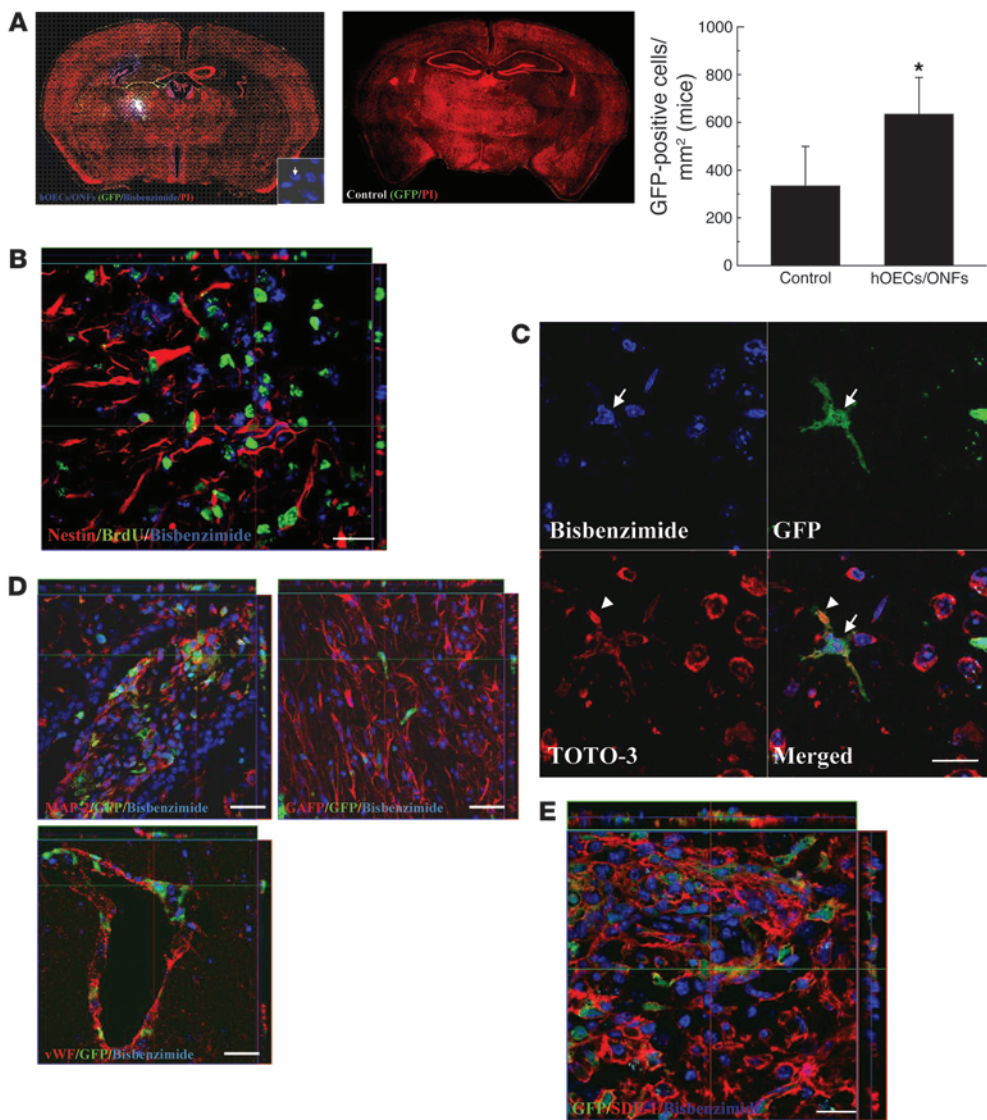 A
hOECs/ONFs (GFP/Bisbenzimide/PI)
Control (GFP/PI)
GFP-positive cells/
mm² (mice)
1000
800
600
400
200
0
*
Control
hOECs/ONFs
B
Nestin/BrdU/Bisbenzimide
C
Bisbenzimide
GFP
TOTO-3
Merged
D
MAP-2/GFP/Bisbenzimide
GAFP/GFP/Bisbenzimide
vWF/GFP/Bisbenzimide
E
GFP/SDF-1/Bisbenzimide